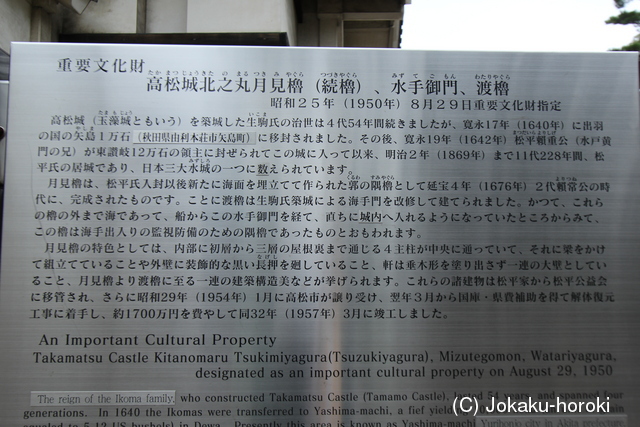 重要文化財
高松城北之丸月見櫓（続櫓）、水手御門、渡櫓
昭和２５年（1950年）８月２９日重要文化財指定
高松城（玉藻城ともいう）を築城した生駒氏の治世は４代54年間続きましたが、寛永17年（1640年）に出羽
の国の矢島１万石（秋田県由利本荘市矢島町）に移封されました。その後、寛永19年（1642年）松平頼重公（水戸黄
門の兄）が東讃岐12万石の領主に封ぜられてこの城に入って以来、明治２年（1869年）まで11代228年間、松
平氏の居城であり、日本三大水城の一つに数えられています。
月見櫓は、松平氏入封以後新たに海面を埋立てて作られた郭の隅櫓として延宝４年（1676年）２代頼常公の時
代に、完成されたものです。ことに渡櫓は生駒氏築城による海手門を改修して建てられました。かつて、これら
の櫓の外まで海であって、船からこの水手御門を経て、直ちに城内へ入れるようになっていたところからみて、
この櫓は海手出入りの監視防備のための隅櫓であったものとおもわれます。
月見櫓の特色としては、内部に初層から三層の屋根裏まで通じる４主柱が中央に通っていて、それに梁をかけ
て組立てていることや外壁に装飾的な黒い長押を廻していること、軒は垂木形を塗り出さず一連の大壁としてい
ること、月見櫓より渡櫓に至る一連の建築構造美などが挙げられます。これらの諸建物は松平家から松平公益会
に移管され、さらに昭和29年（1954年）１月に高松市が譲り受け、翌年３月から国庫・県費補助を得て解体復元
工事に着手し、約1700万円を費やして同32年（1957年）3月に竣工しました。
An Important Cultural Property
Takamatsu Castle Kitanomaru Tsukimiyagura(Tsuzukiyagura), Mizutegomon, Watariyagura,
designated as an important cultural property on August 29, 1950
The reign of the Ikoma family, who constructed Takamatsu Castle (Tamamo Castle), lasted 54 years, and spanned four
generations. In 1640 the Ikomas were transferred to Yashima-machi, a fief yield
(C) Jokaku-horoki